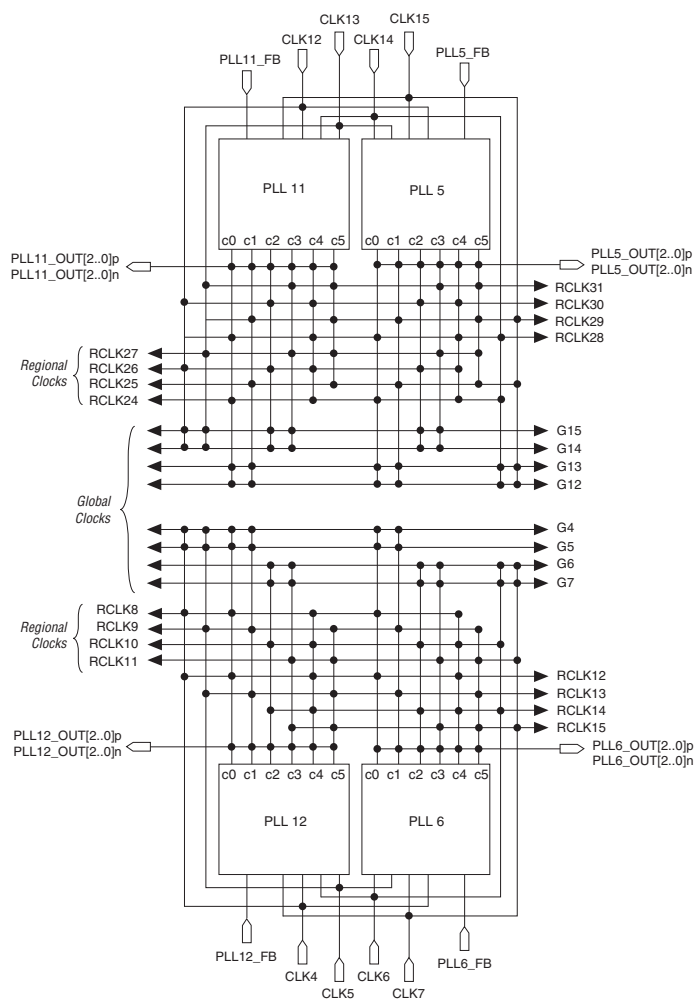 CLK13
CLK15
CLK12
CLK14
PLL11_FB
PLL5_FB
PLL 11
PLL 5
c0 c1 c2 c3 c4 c5
c0 c1 c2 c3 c4 c5
PLL11_OUT[2..0]p
PLL11_OUT[2..0]n
PLL5_OUT[2..0]p
PLL5_OUT[2..0]n
RCLK31
RCLK30
RCLK29
RCLK28
Regional
Clocks
RCLK27
RCLK26
RCLK25
RCLK24
G15
G14
G13
G12
Global
Clocks
G4
G5
G6
G7
Regional
Clocks
RCLK8
RCLK9
RCLK10
RCLK11
RCLK12
RCLK13
RCLK14
RCLK15
PLL12_OUT[2..0]p
PLL12_OUT[2..0]n
PLL6_OUT[2..0]p
PLL6_OUT[2..0]n
c0 c1 c2 c3 c4 c5
c0 c1 c2 c3 c4 c5
PLL 12
PLL 6
PLL12_FB
PLL6_FB
CLK4
CLK6
CLK5
CLK7